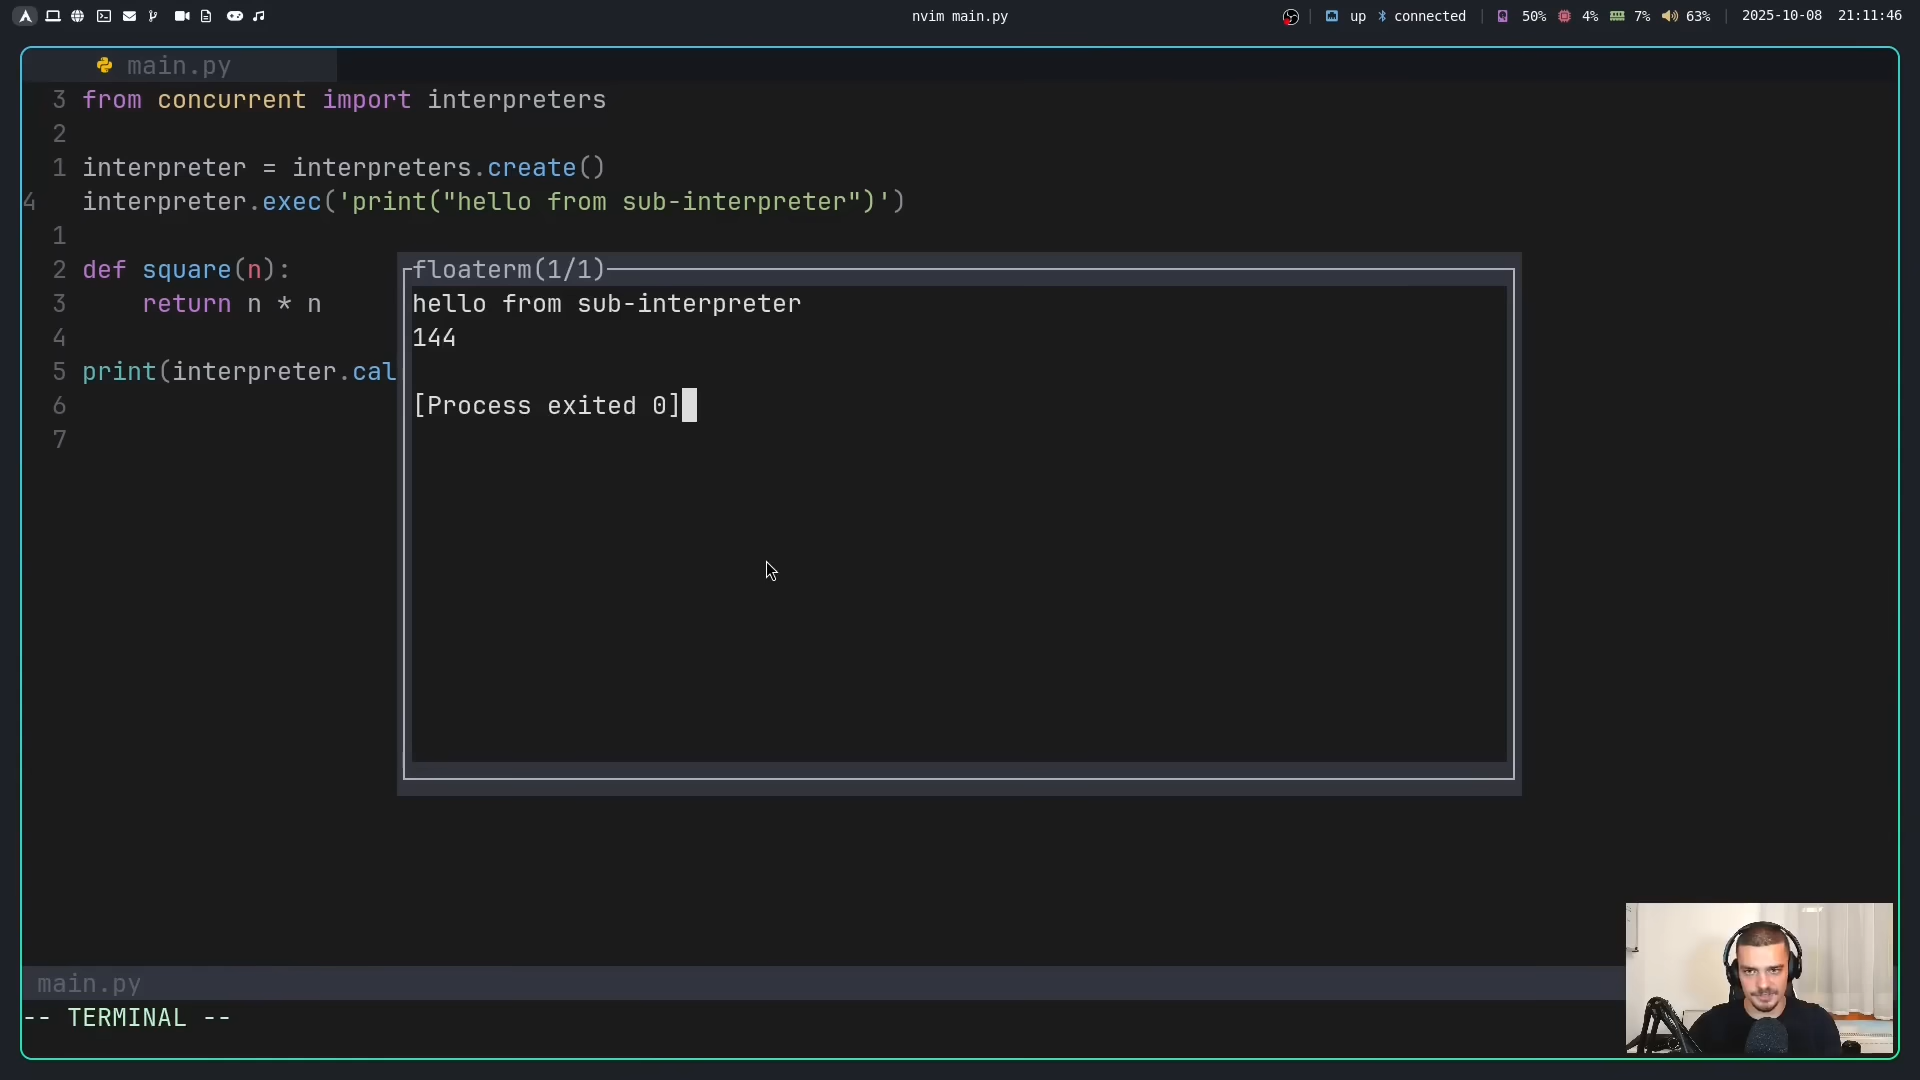 nvim main.py
up connected 50% 4% 7% 63% 2025-10-08 21:11:46
main.py
3 from concurrent import interpreters
2
1 interpreter = interpreters.create()
4 interpreter.exec('print("hello from sub-interpreter")')
1
2 def square(n):
3 return n * n
4
5 print(interpreter.cal
6
7
floaterm(1/1)
hello from sub-interpreter
144
[Process exited 0]
main.py
-- TERMINAL --